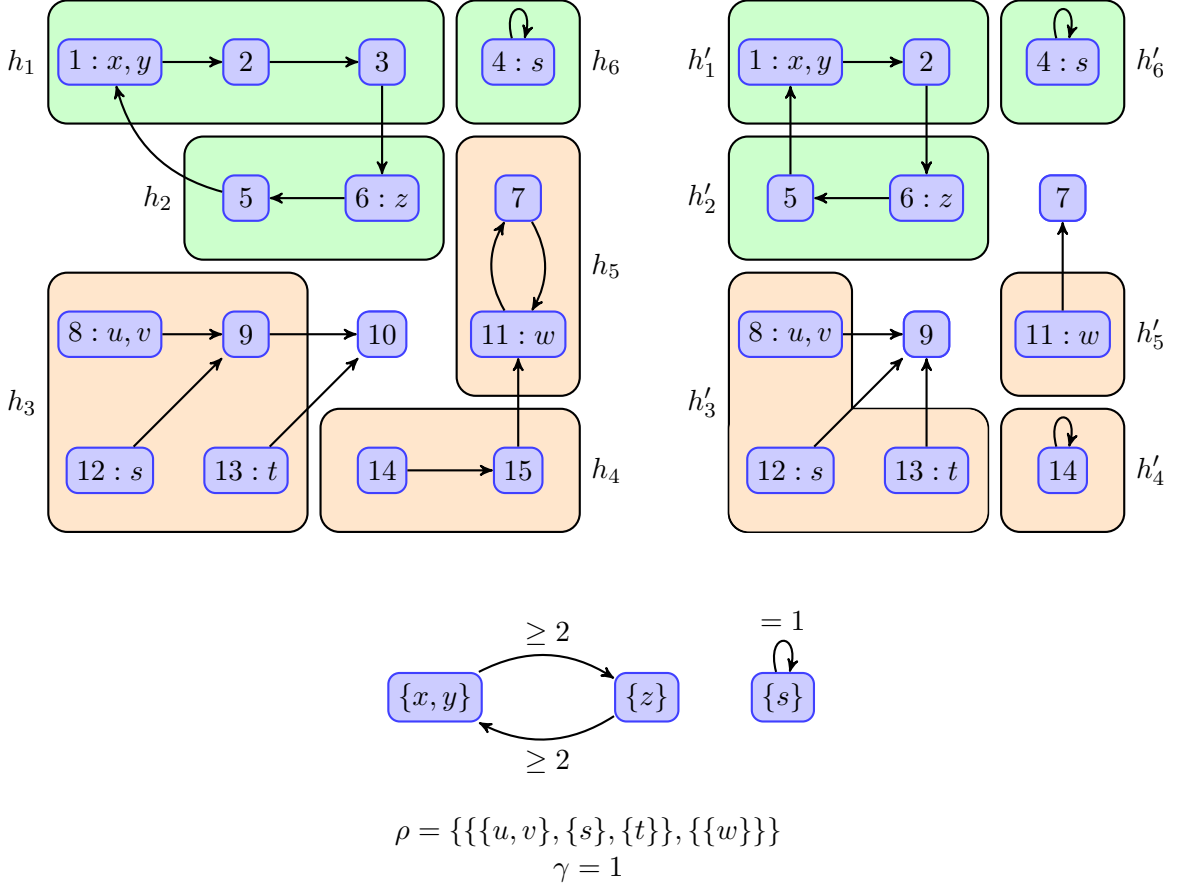 h₁ 1 : x, y 2 3 4 : s h₆ h′₁ 1 : x, y 2 4 : s h′₆
h₂ 5 6 : z 7 h′₂ 5 6 : z 7
h₅
8 : u, v 9 10 11 : w 8 : u, v 9 11 : w h′₅
h₃ h′₃
12 : s 13 : t 14 15 h₄ 12 : s 13 : t 14 h′₄
≥ 2 = 1
{x, y} {z} {s}
≥ 2
ρ = {{{u, v}, {s}, {t}}, {{w}}}
γ = 1